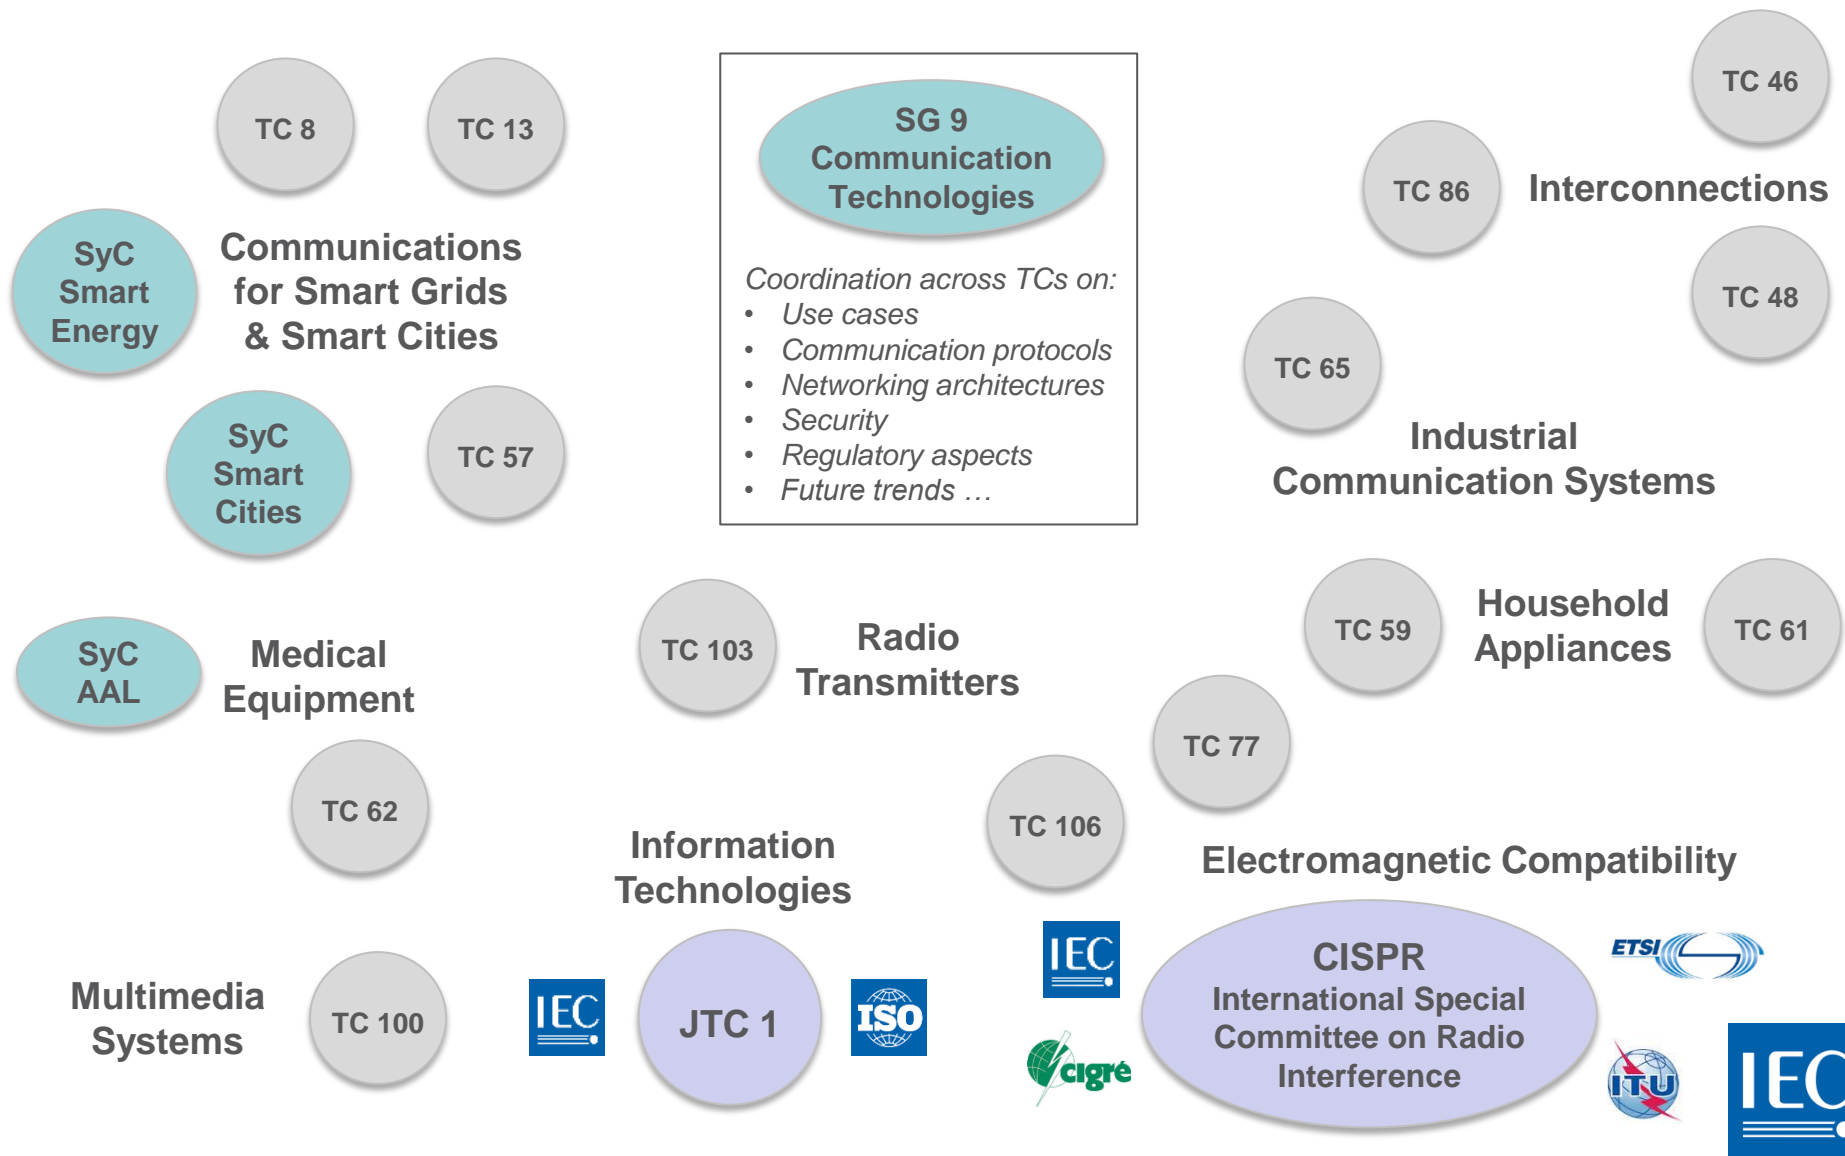 TC 8
TC 13
SyC
Smart
Energy
Communications
for Smart Grids
& Smart Cities
SyC
Smart
Cities
TC 57
SG 9
Communication
Technologies
Coordination across TCs on:
• Use cases
• Communication protocols
• Networking architectures
• Security
• Regulatory aspects
• Future trends …
TC 46
TC 86
Interconnections
TC 48
TC 65
Industrial
Communication Systems
SyC
AAL
Medical
Equipment
TC 62
TC 103
Radio
Transmitters
TC 59
Household
Appliances
TC 61
TC 77
TC 106
Electromagnetic Compatibility
Information
Technologies
Multimedia
Systems
TC 100
IEC
JTC 1
ISO
IEC
cigré
CISPR
International Special
Committee on Radio
Interference
ETSI
ITU
IEC